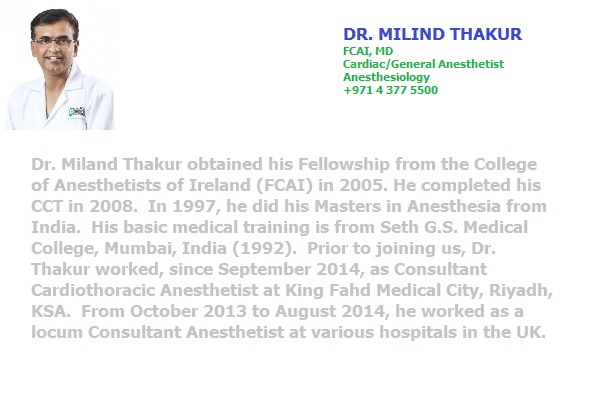 DR. MILIND THAKUR
FCAI, MD
Cardiac/General Anesthetist
Anesthesiology
+971 4 377 5500
Dr. Miland Thakur obtained his Fellowship from the College
of Anesthetists of Ireland (FCAI) in 2005. He completed his
CCT in 2008.  In 1997, he did his Masters in Anesthesia from
India.  His basic medical training is from Seth G.S. Medical
College, Mumbai, India (1992).  Prior to joining us, Dr.
Thakur worked, since September 2014, as Consultant
Cardiothoracic Anesthetist at King Fahd Medical City, Riyadh,
KSA.  From October 2013 to August 2014, he worked as a
locum Consultant Anesthetist at various hospitals in the UK.